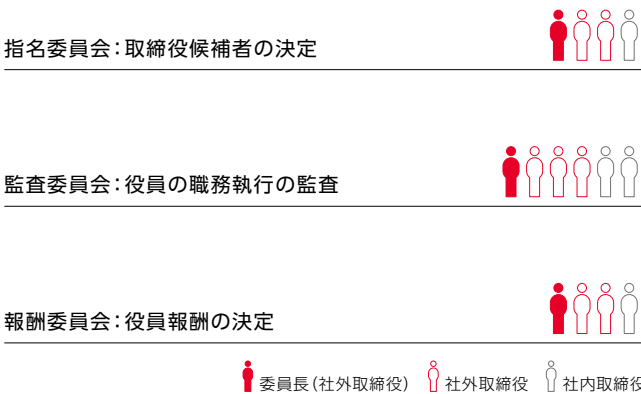 指名委員会:取締役候補者の決定
監査委員会:役員の職務執行の監査
報酬委員会:役員報酬の決定
委員長(社外取締役) 社外取締役 社内取締役